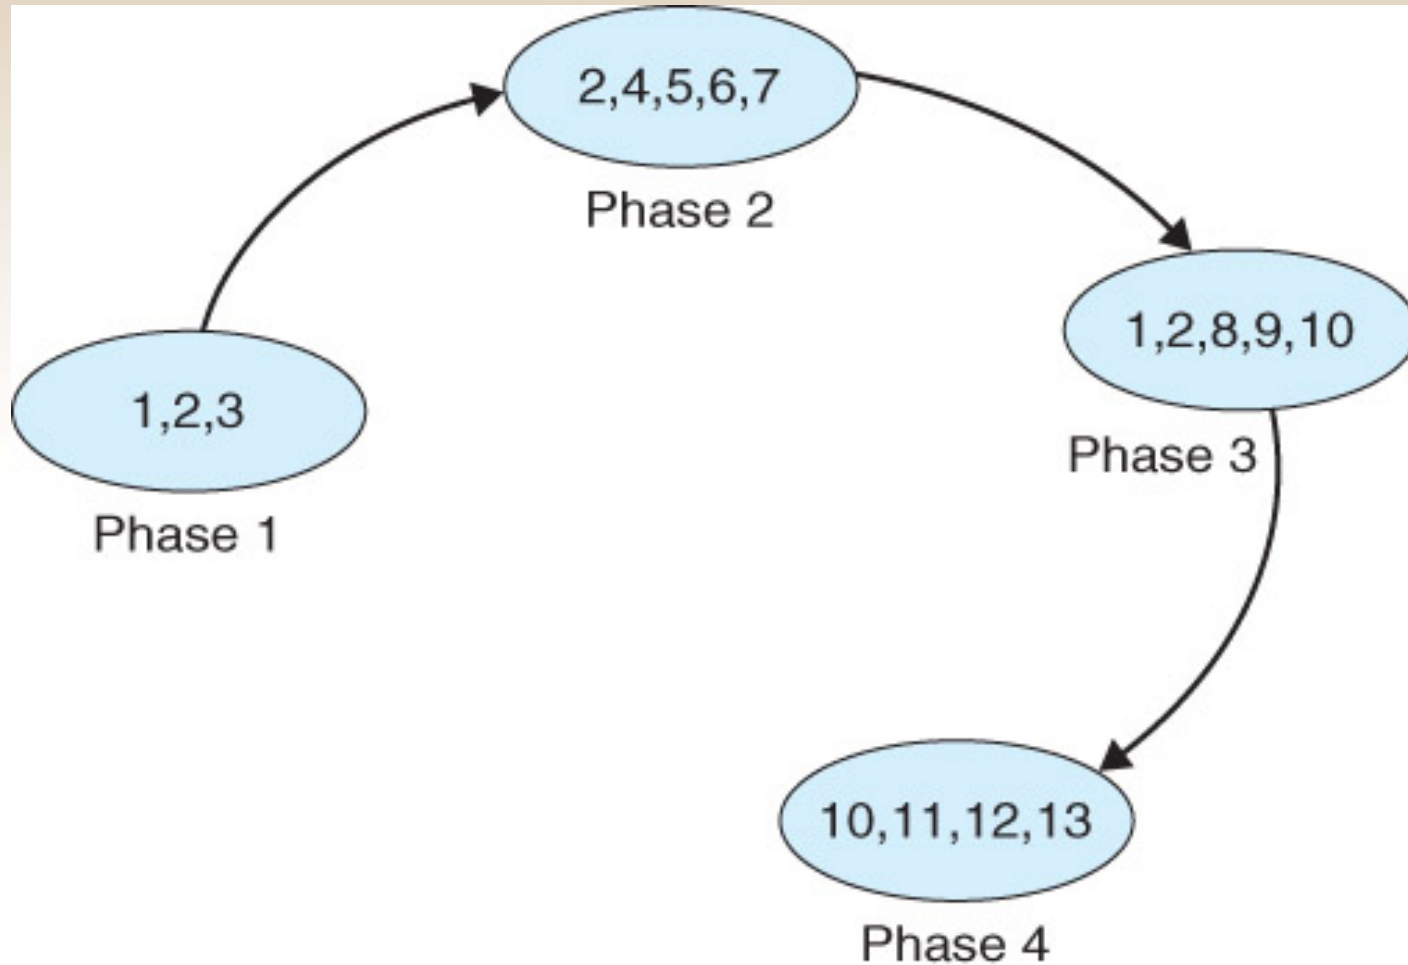 1,2,3
Phase 1
2,4,5,6,7
Phase 2
1,2,8,9,10
Phase 3
10,11,12,13
Phase 4